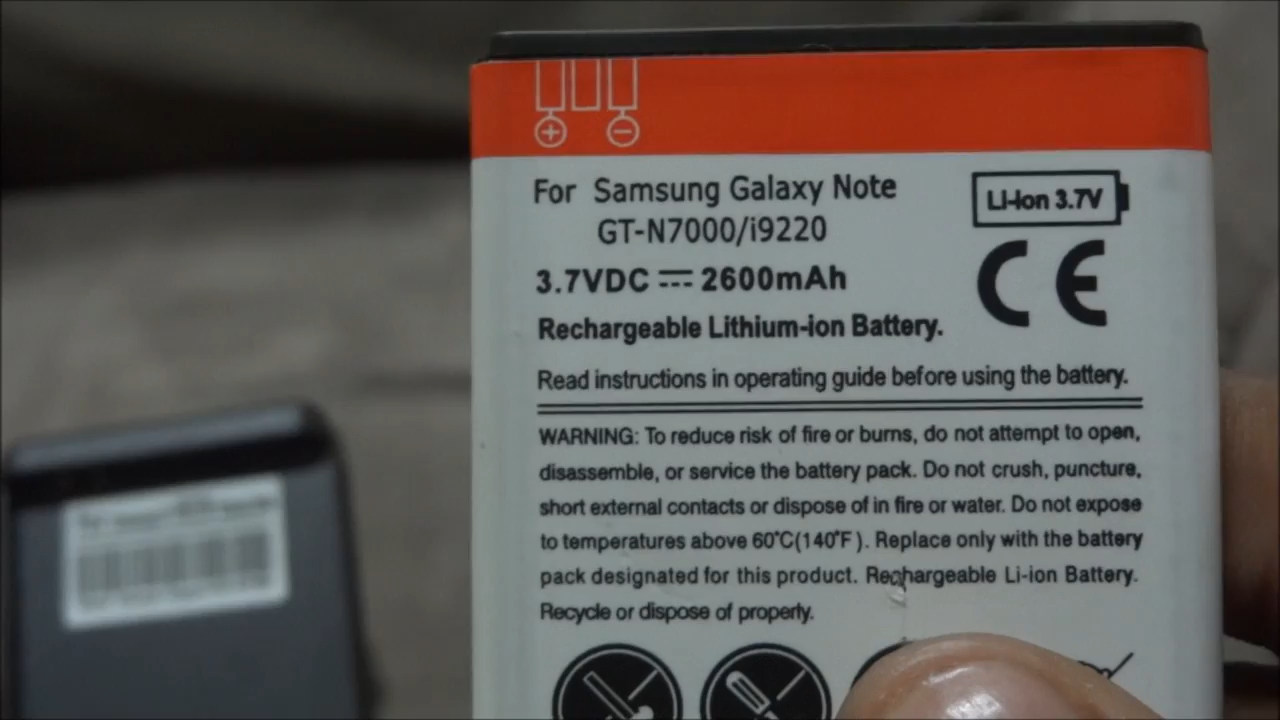 + −
For Samsung Galaxy Note
GT-N7000/i9220
Li-Ion 3.7V
CE
3.7VDC 2600mAh
Rechargeable Lithium-ion Battery.
Read instructions in operating guide before using the battery.
WARNING: To reduce risk of fire or burns, do not attempt to open,
disassemble, or service the battery pack. Do not crush, puncture,
short external contacts or dispose of in fire or water. Do not expose
to temperatures above 60°C(140°F ). Replace only with the battery
pack designated for this product. Rechargeable Li-ion Battery.
Recycle or dispose of properly.